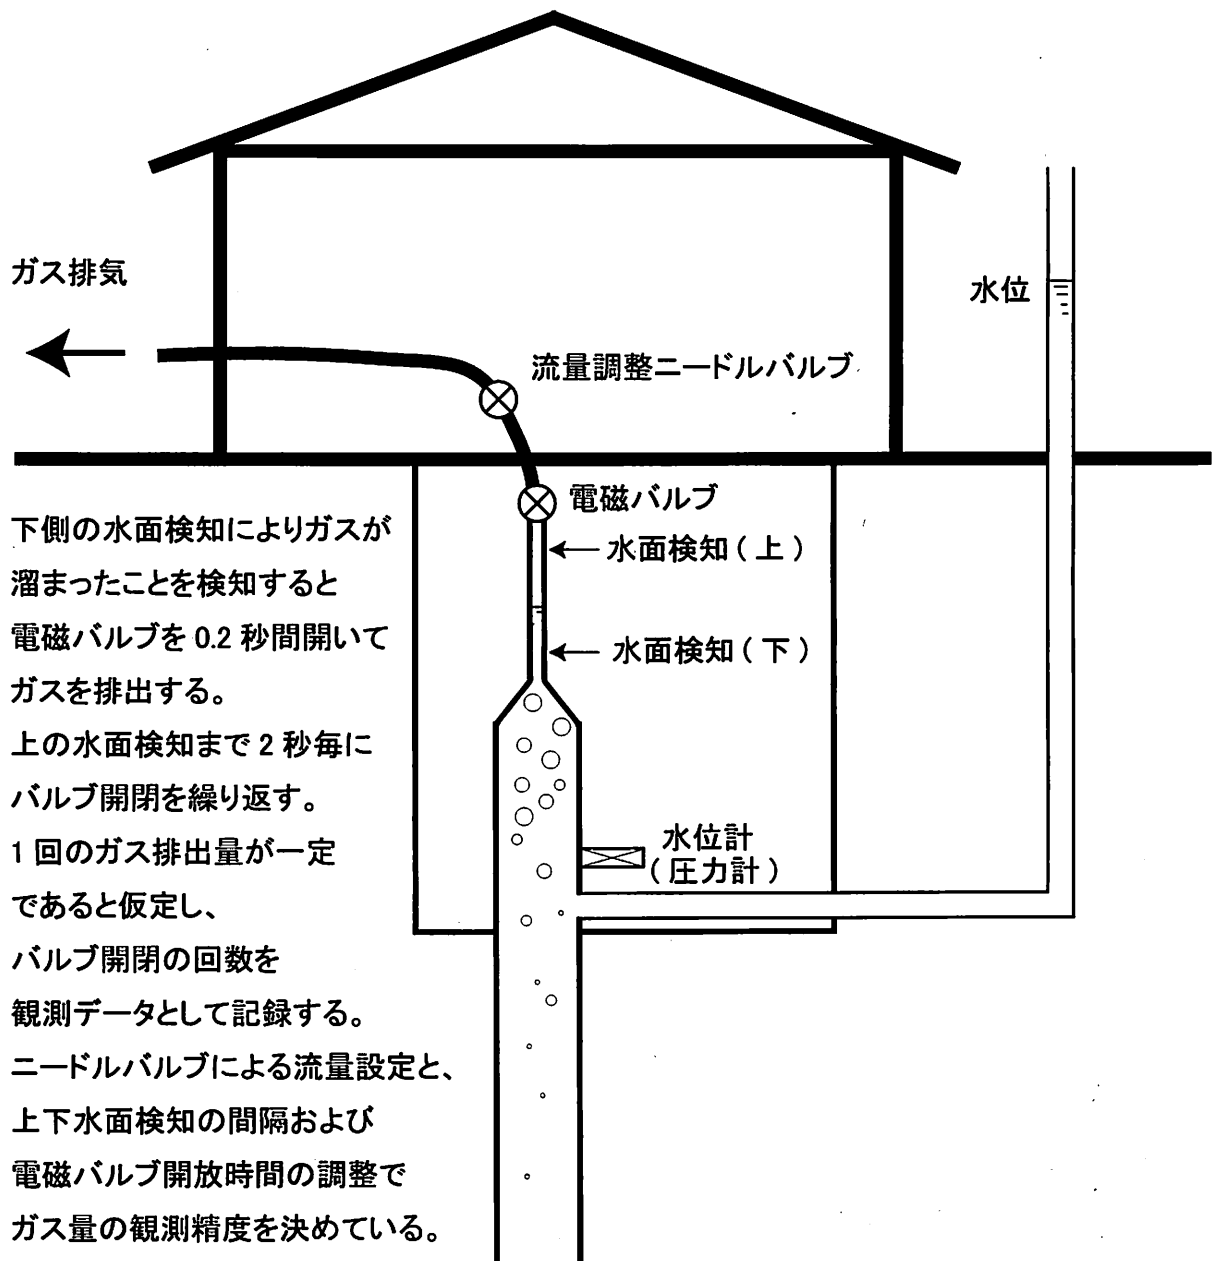 ガス排気
水位
流量調整ニードルバルブ
電磁バルブ
水面検知(上)
水面検知(下)
水位計
(圧力計)
下側の水面検知によりガスが
溜まったことを検知すると
電磁バルブを0.2秒間開いて
ガスを排出する。
上の水面検知まで2秒毎に
バルブ開閉を繰り返す。
1回のガス排出量が一定
であると仮定し、
バルブ開閉の回数を
観測データとして記録する。
ニードルバルブによる流量設定と、
上下水面検知の間隔および
電磁バルブ開放時間の調整で
ガス量の観測精度を決めている。